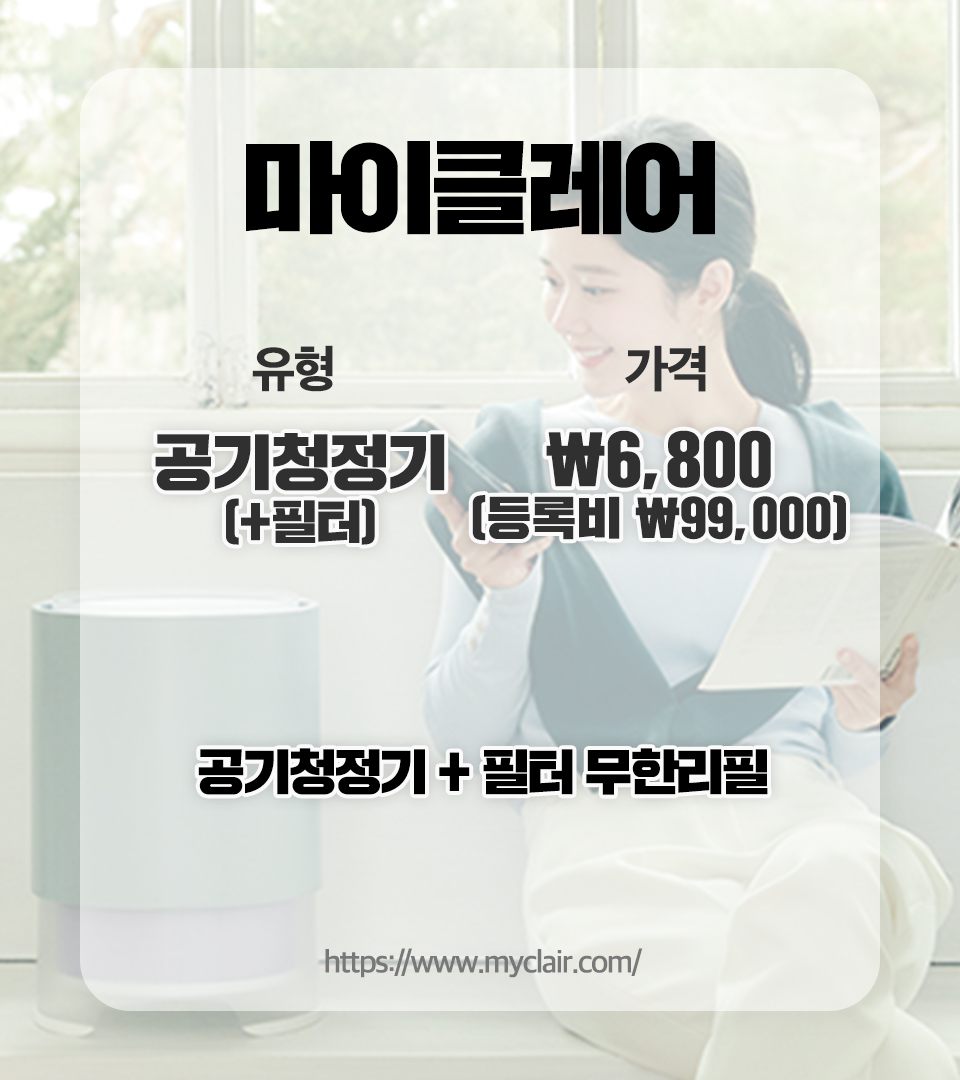 마이클레어
유형 가격
공기청정기 ₩6,800
(+필터) (등록비 ₩99,000)
공기청정기 + 필터 무한리필
https://www.myclair.com/